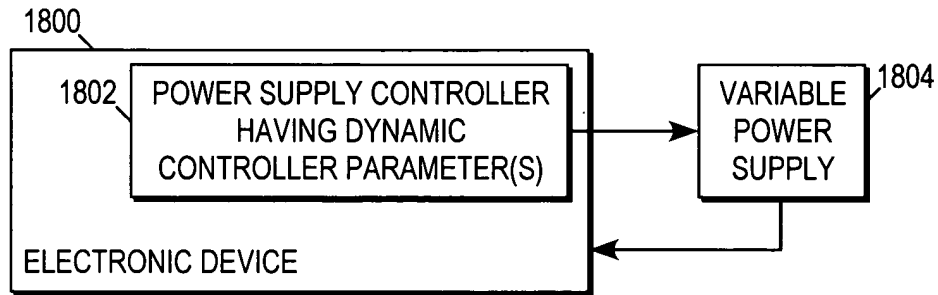 1800
1802
POWER SUPPLY CONTROLLER
HAVING DYNAMIC
CONTROLLER PARAMETER(S)
VARIABLE
POWER
SUPPLY
1804
ELECTRONIC DEVICE